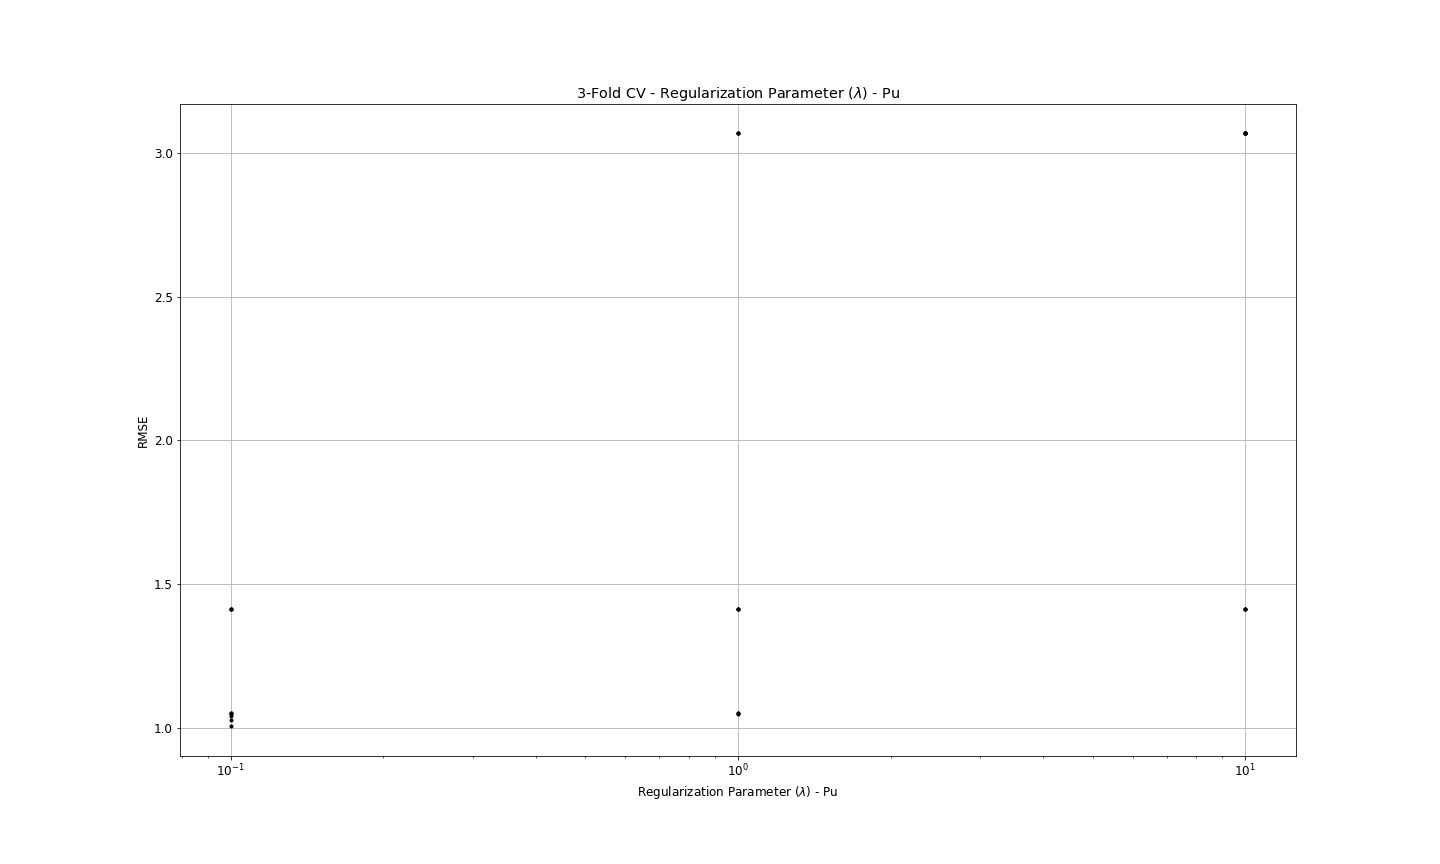 3-Fold CV - Regularization Parameter (λ) - Pu
3.0
2.5
2.0
1.5
1.0
RMSE
10⁻¹
10⁰
10¹
Regularization Parameter (λ) - Pu